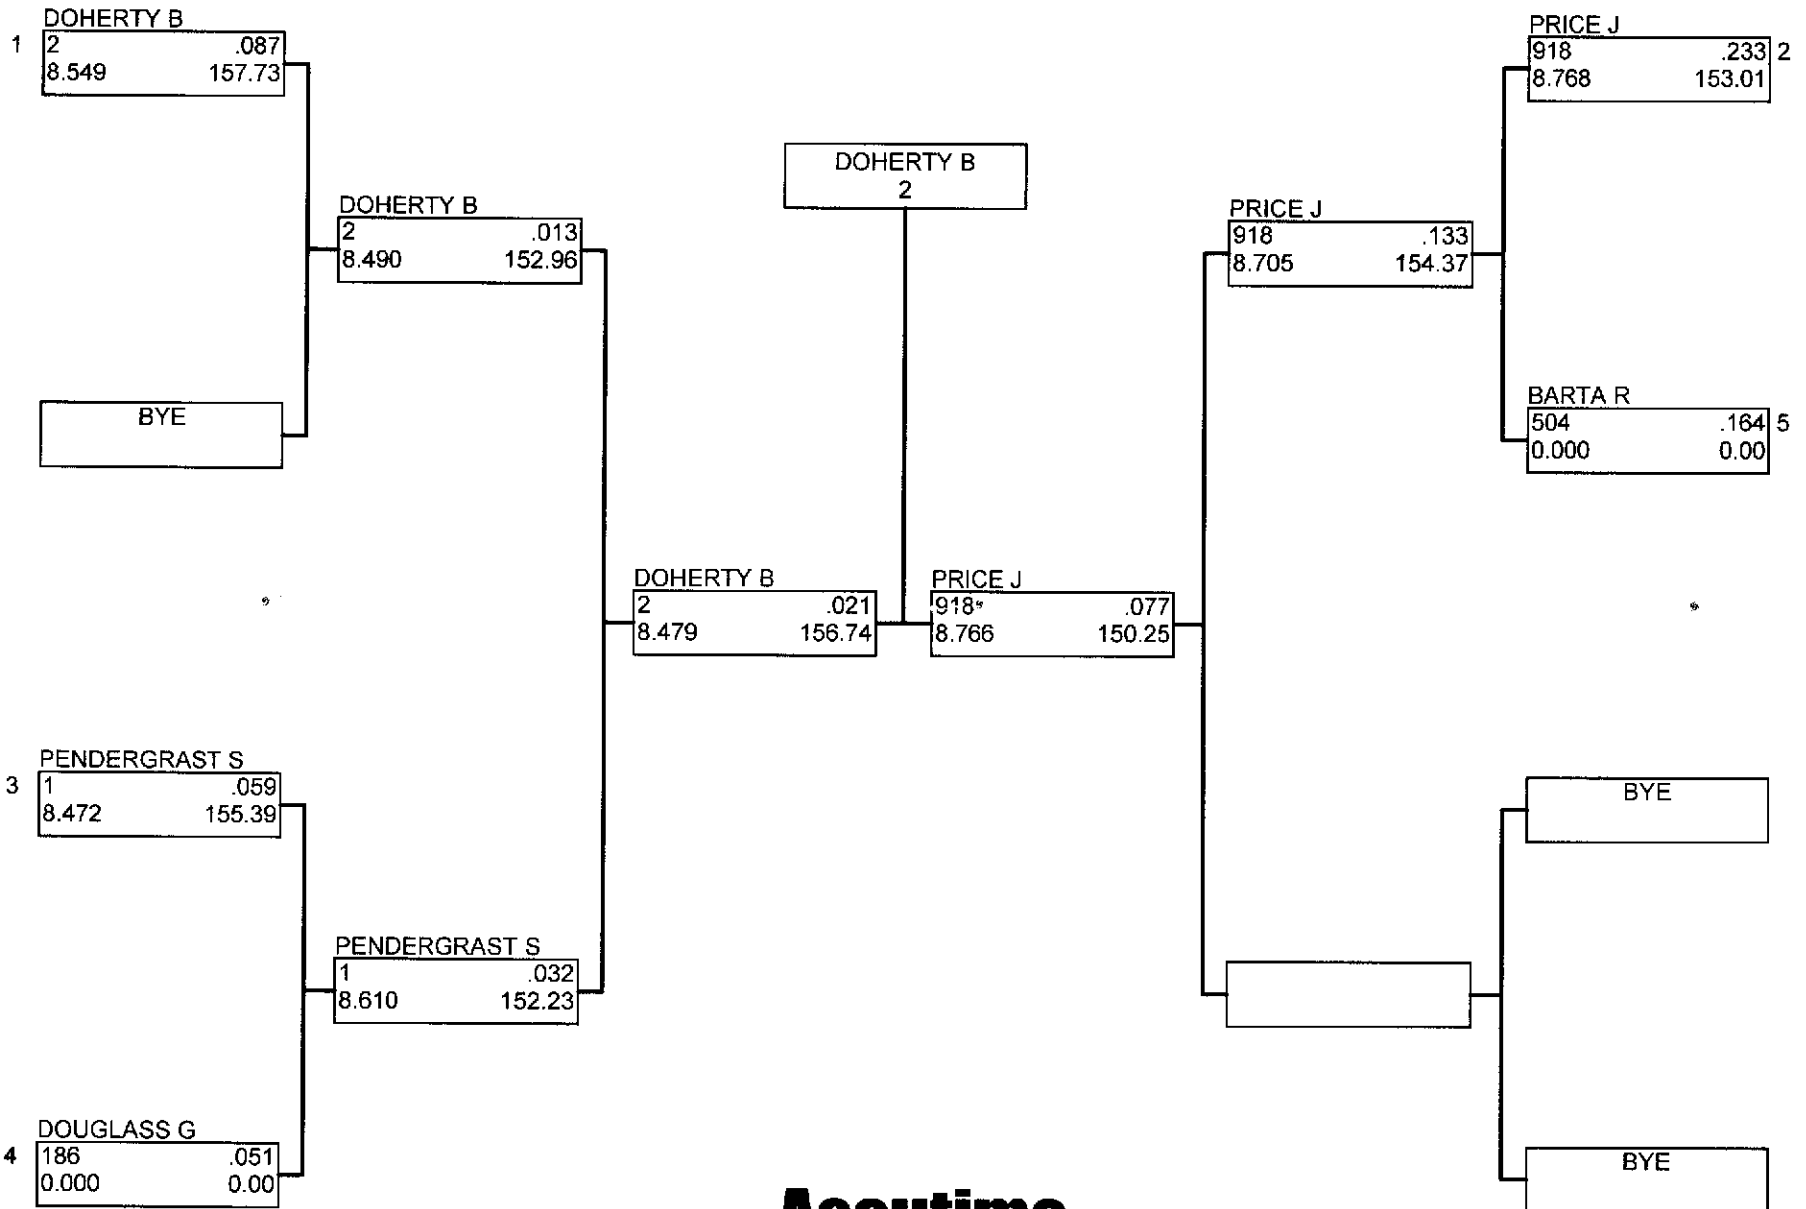 DOHERTY B
1
2 .087
8.549 157.73
BYE
PENDERGRAST S
3
1 .059
8.472 155.39
DOUGLASS G
4
186 .051
0.000 0.00
DOHERTY B
2 .013
8.490 152.96
PENDERGRAST S
1 .032
8.610 152.23
DOHERTY B
2 .021
8.479 156.74
DOHERTY B
2
PRICE J
918 .077
8.766 150.25
PRICE J
918 .133
8.705 154.37
PRICE J
918 .233 2
8.768 153.01
BARTA R
504 .164 5
0.000 0.00
BYE
BYE
Accutime